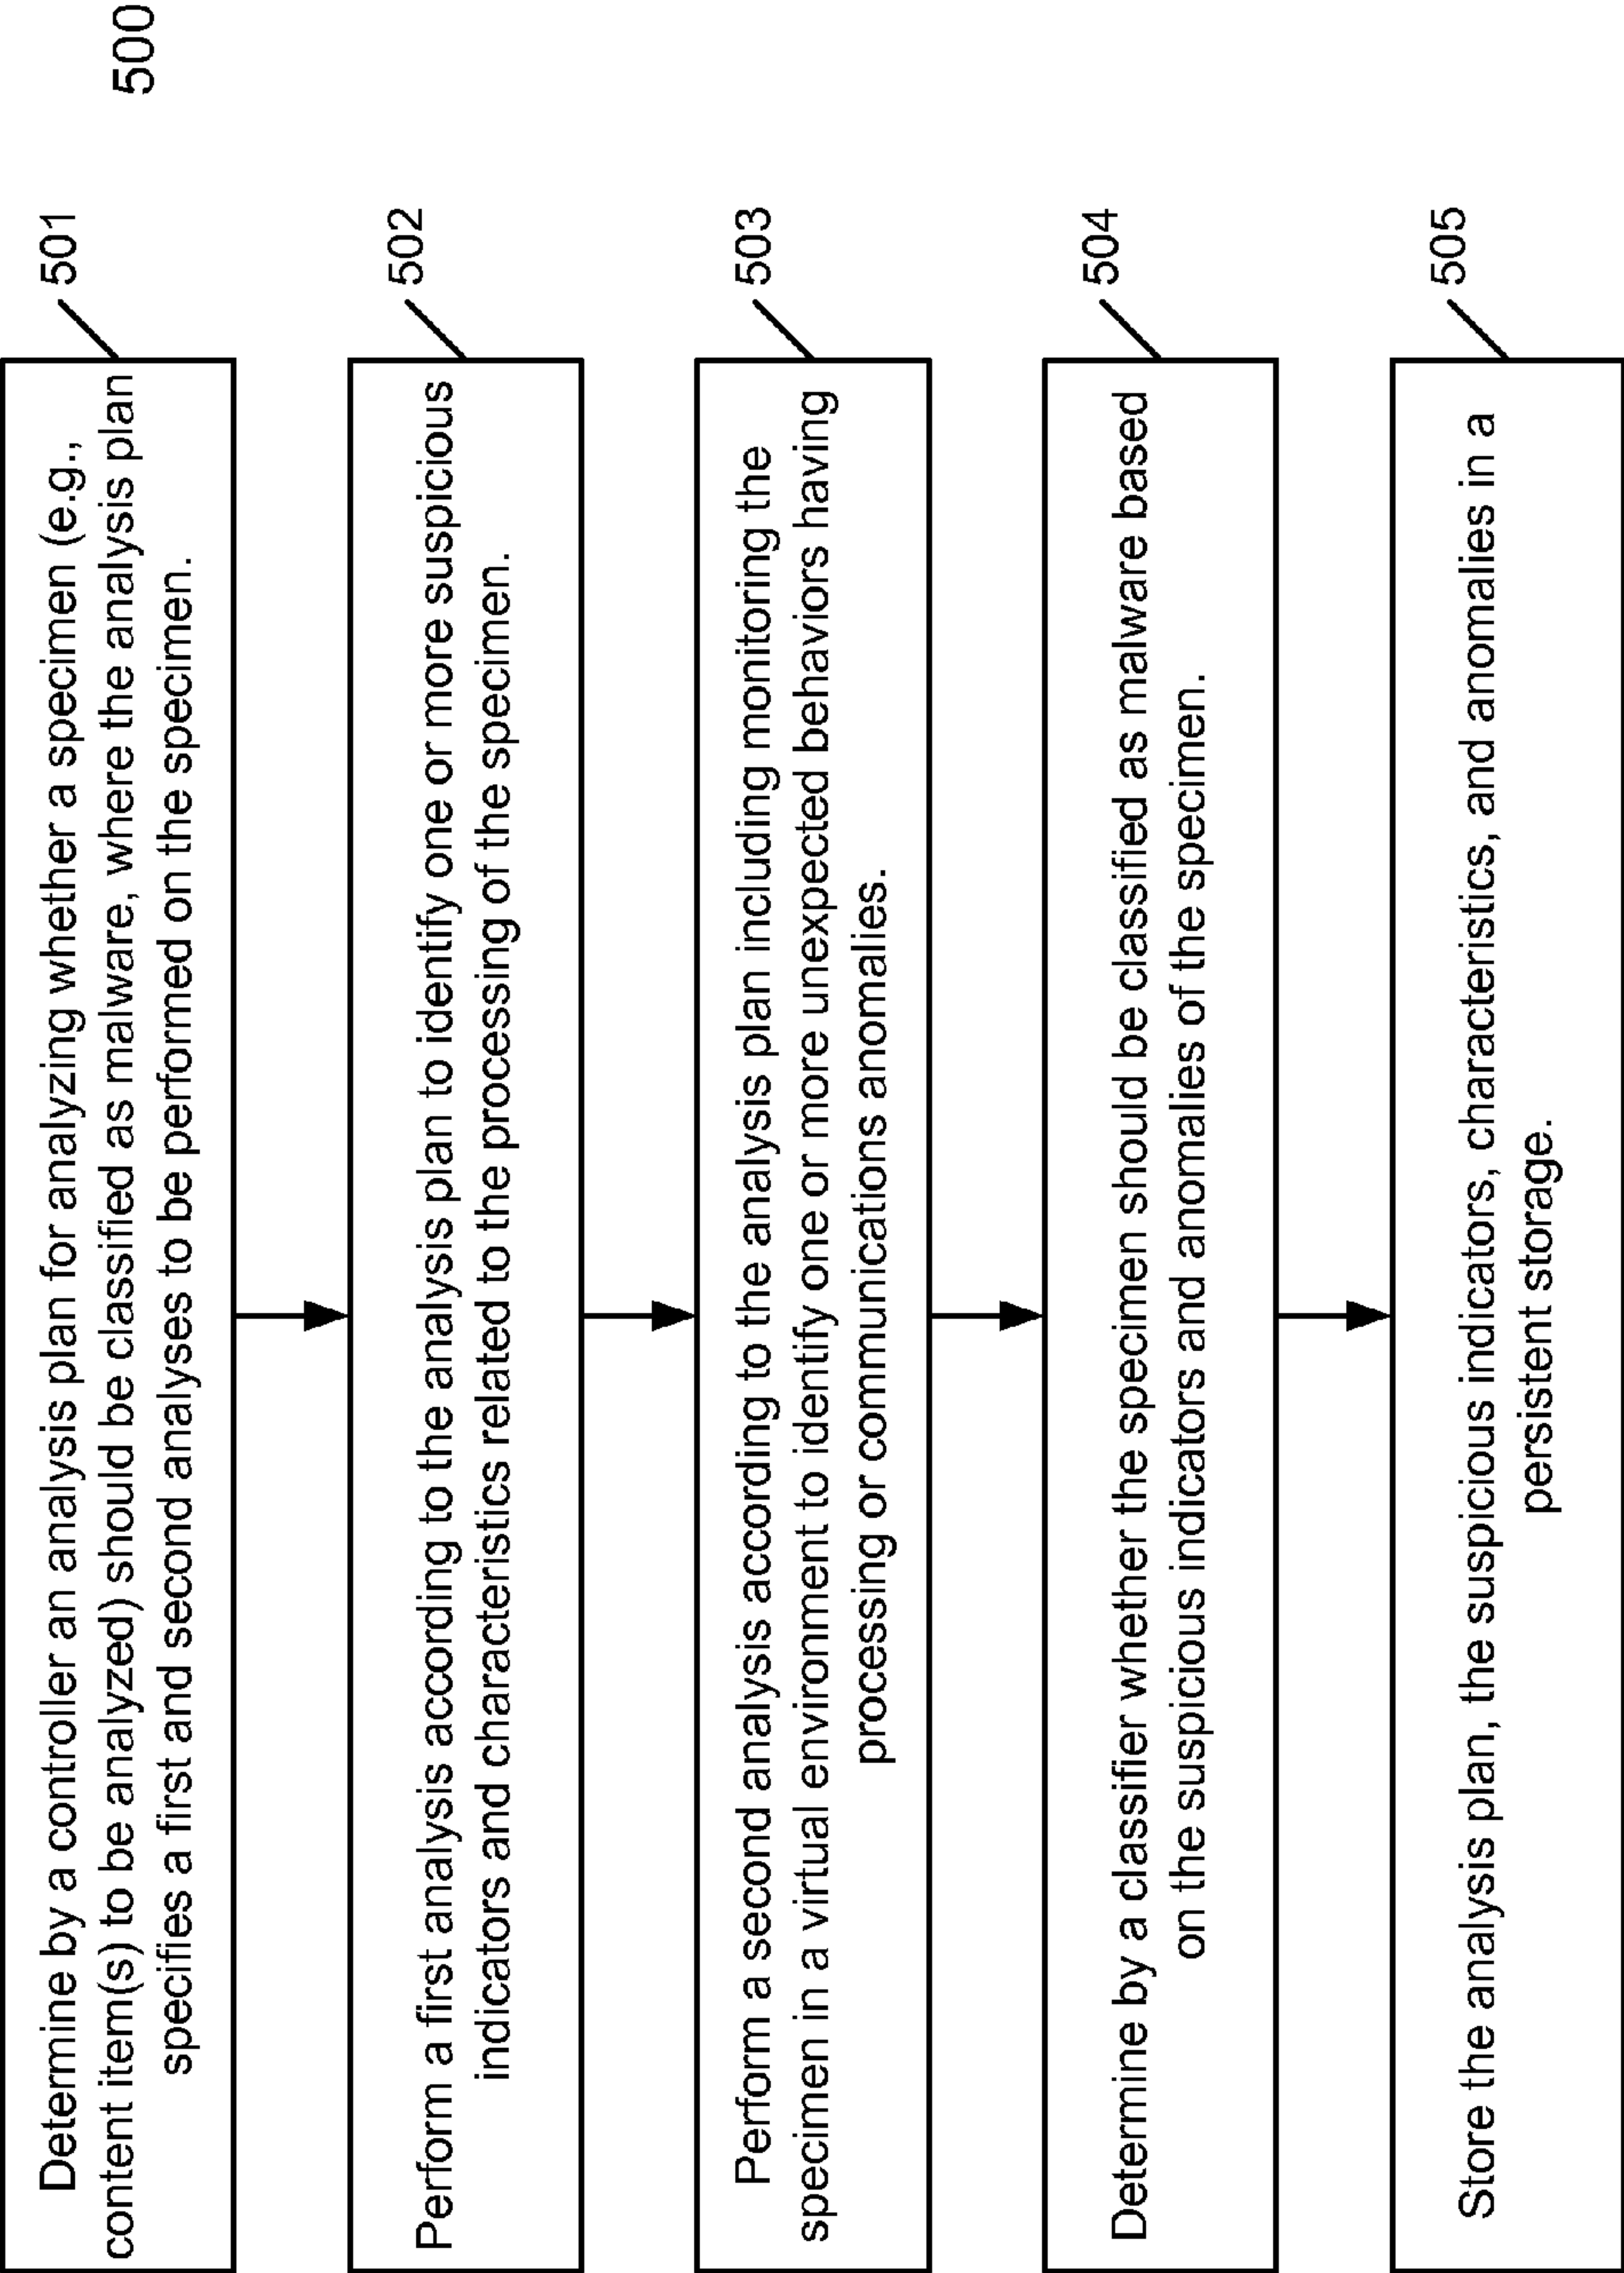 500
501
Determine by a controller an analysis plan for analyzing whether a specimen (e.g.,
content item(s) to be analyzed) should be classified as malware, where the analysis plan
specifies a first and second analyses to be performed on the specimen.
502
Perform a first analysis according to the analysis plan to identify one or more suspicious
indicators and characteristics related to the processing of the specimen.
503
Perform a second analysis according to the analysis plan including monitoring the
specimen in a virtual environment to identify one or more unexpected behaviors having
processing or communications anomalies.
504
Determine by a classifier whether the specimen should be classified as malware based
on the suspicious indicators and anomalies of the specimen.
505
Store the analysis plan, the suspicious indicators, characteristics, and anomalies in a
persistent storage.